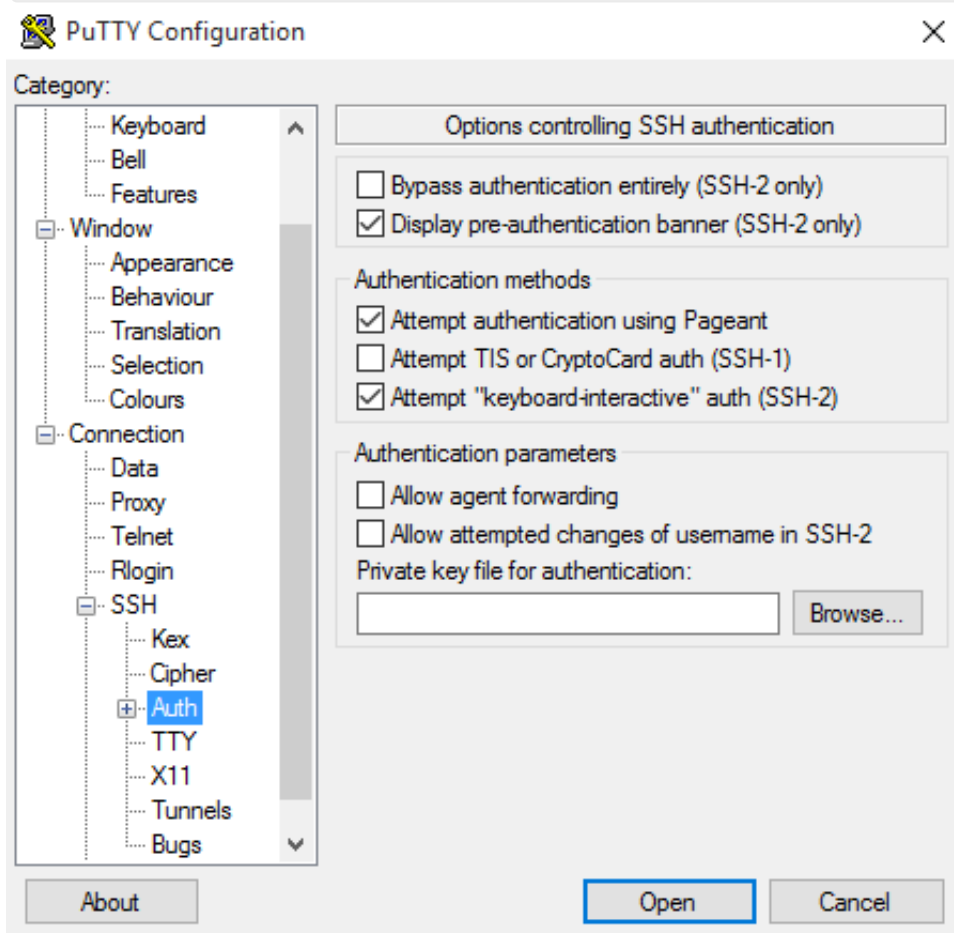 PuTTY Configuration
Category:
Keyboard
Bell
Features
Window
Appearance
Behaviour
Translation
Selection
Colours
Connection
Data
Proxy
Telnet
Rlogin
SSH
Kex
Cipher
Auth
TTY
X11
Tunnels
Bugs
Options controlling SSH authentication
Bypass authentication entirely (SSH-2 only)
Display pre-authentication banner (SSH-2 only)
Authentication methods
Attempt authentication using Pageant
Attempt TIS or CryptoCard auth (SSH-1)
Attempt "keyboard-interactive" auth (SSH-2)
Authentication parameters
Allow agent forwarding
Allow attempted changes of username in SSH-2
Private key file for authentication:
Browse...
About
Open
Cancel